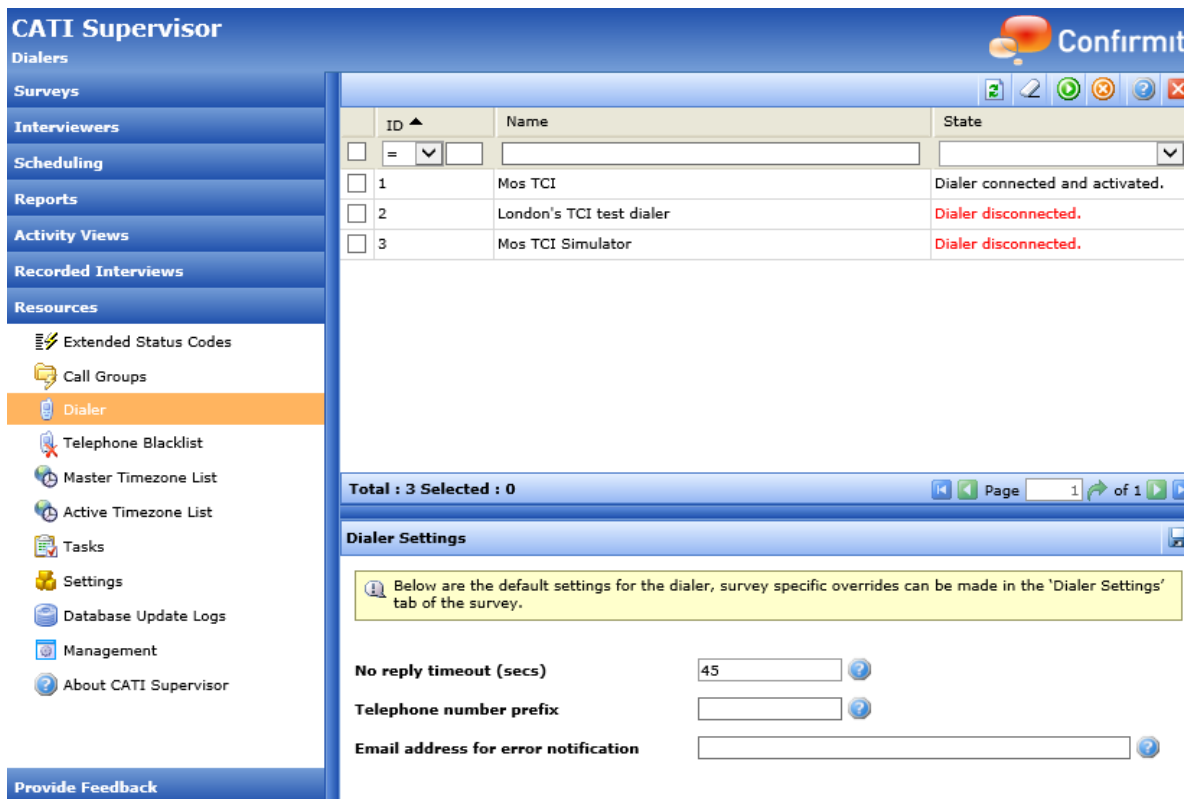 CATI Supervisor
Dialers
Confirmit
Surveys
Interviewers
Scheduling
Reports
Activity Views
Recorded Interviews
Resources
Extended Status Codes
Call Groups
Dialer
Telephone Blacklist
Master Timezone List
Active Timezone List
Tasks
Settings
Database Update Logs
Management
About CATI Supervisor
Provide Feedback
ID Name State
=
1 Mos TCI Dialer connected and activated.
2 London's TCI test dialer Dialer disconnected.
3 Mos TCI Simulator Dialer disconnected.
Total : 3 Selected : 0 Page 1 of 1
Dialer Settings
Below are the default settings for the dialer, survey specific overrides can be made in the ‘Dialer Settings’
tab of the survey.
No reply timeout (secs) 45
Telephone number prefix
Email address for error notification